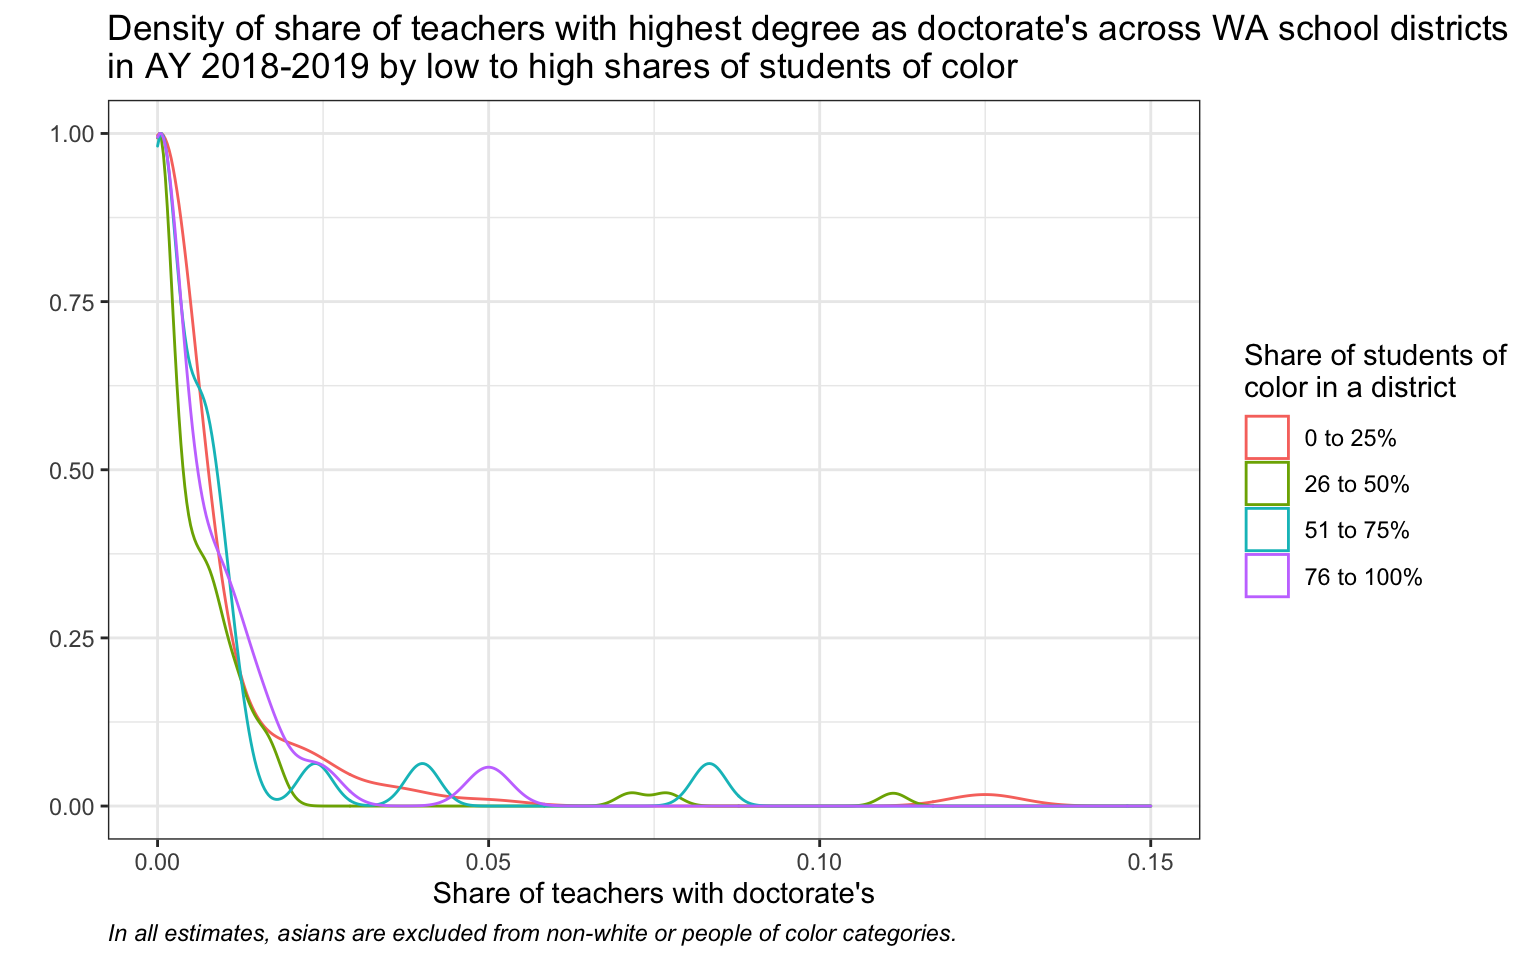 Density of share of teachers with highest degree as doctorate's across WA school districts
in AY 2018-2019 by low to high shares of students of color
1.00
0.75
0.50
0.25
0.00
0.00
0.05
0.10
0.15
Share of teachers with doctorate's
In all estimates, asians are excluded from non-white or people of color categories.
Share of students of
color in a district
0 to 25%
26 to 50%
51 to 75%
76 to 100%